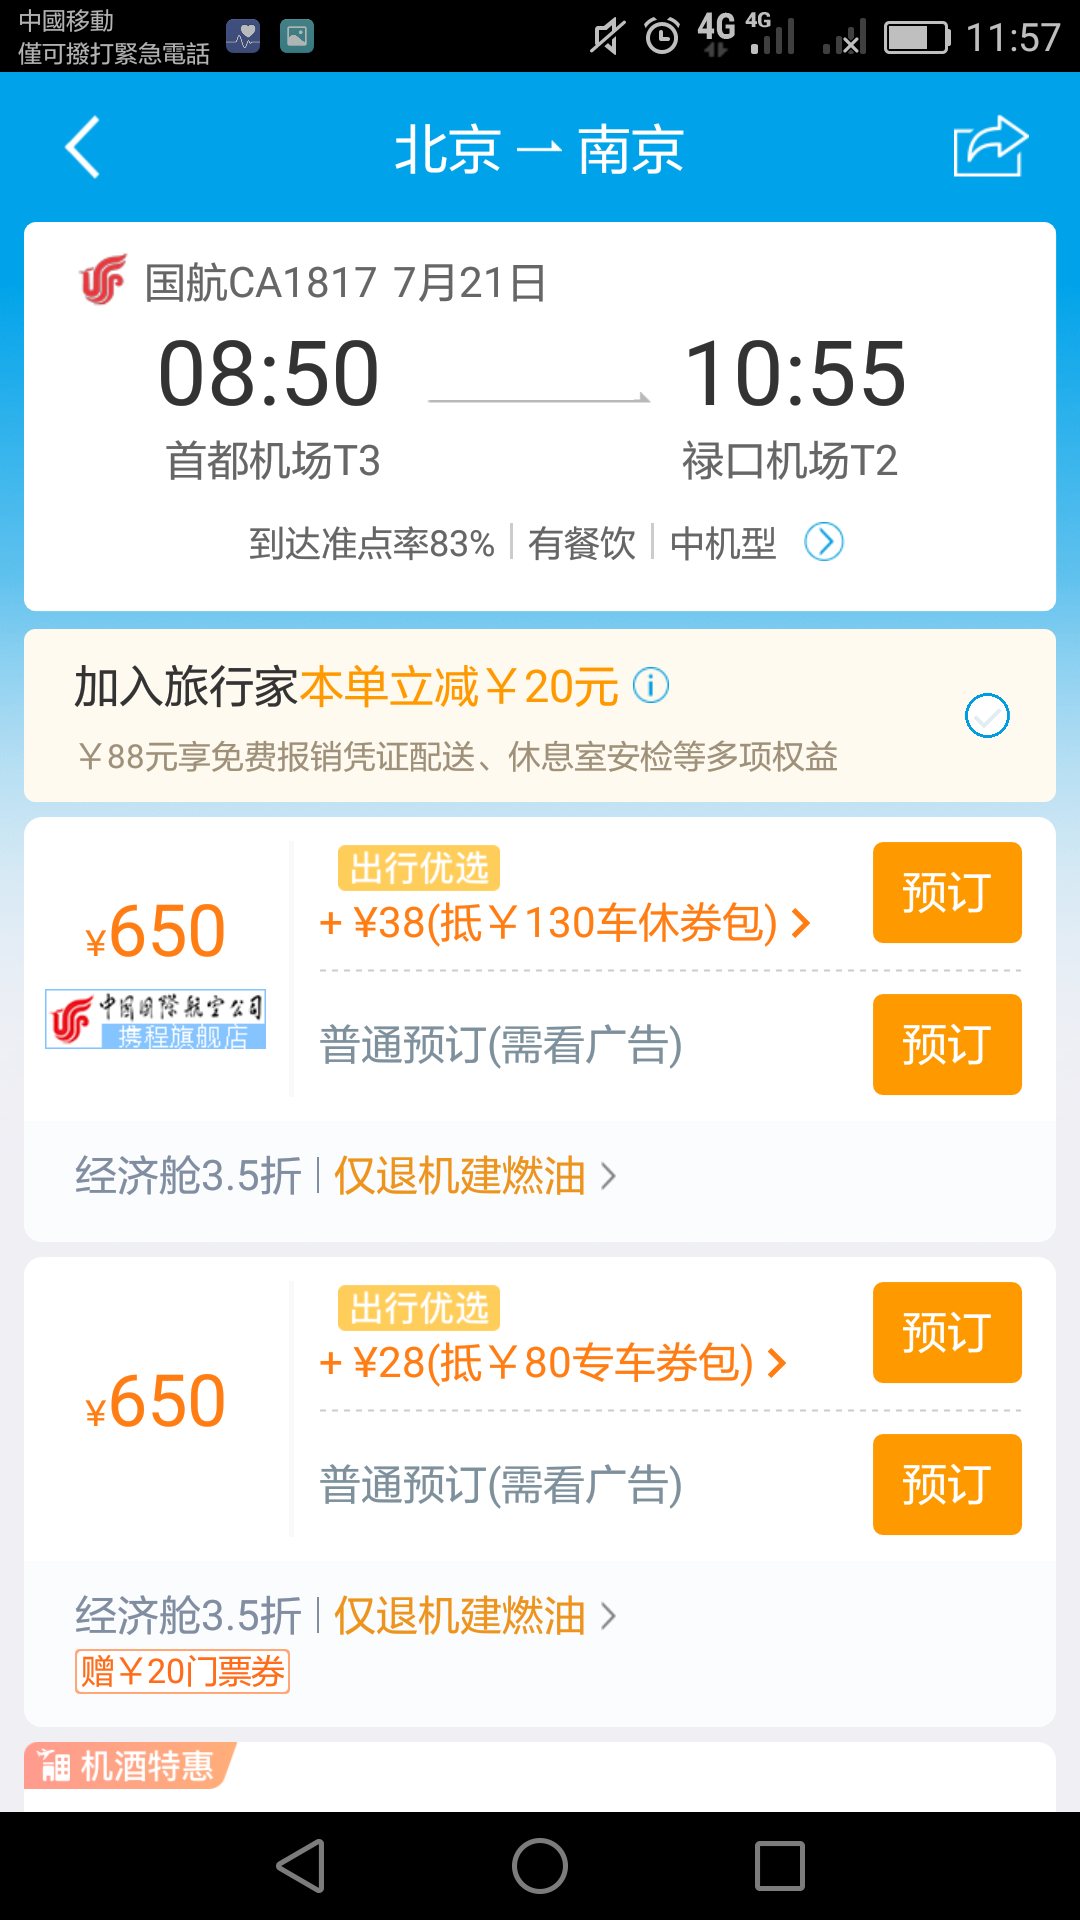 中國移動
僅可撥打緊急電話
4G 4G 11:57
北京 南京
国航CA1817 7月21日
08:50 10:55
首都机场T3 禄口机场T2
到达准点率83% 有餐饮 中机型
加入旅行家本单立减￥20元
￥88元享免费报销凭证配送、休息室安检等多项权益
出行优选
+ ¥38(抵￥130车休券包)
预订
¥650
中国国際航空公司
携程旗舰店
普通预订(需看广告)
预订
经济舱3.5折 仅退机建燃油
出行优选
+ ¥28(抵￥80专车券包)
预订
¥650
普通预订(需看广告)
预订
经济舱3.5折 仅退机建燃油
赠￥20门票券
机酒特惠